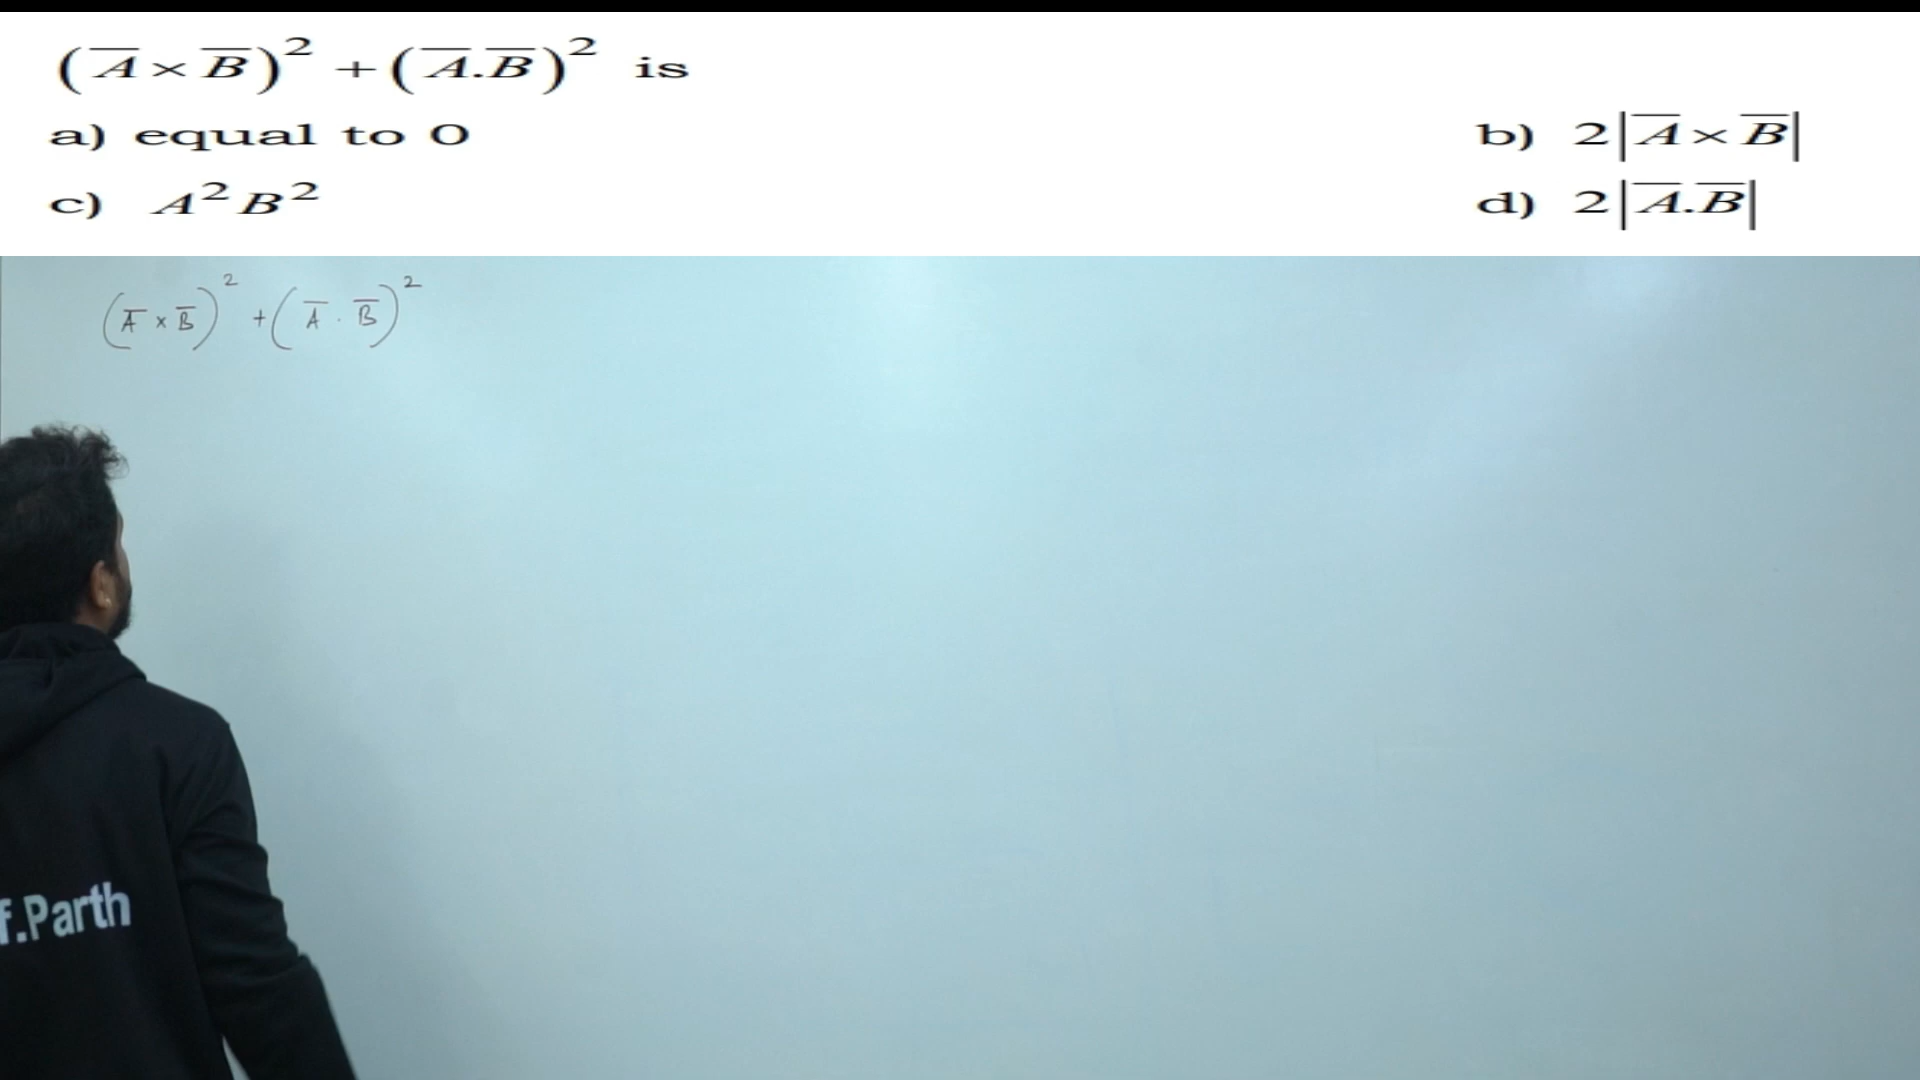 (A̅ × B̅)² + (A̅.B̅)² is
a) equal to 0
b) 2|A̅ × B̅|
c) A²B²
d) 2|A̅.B̅|
(A̅ × B̅)² + (A̅ . B̅)²
f.Parth